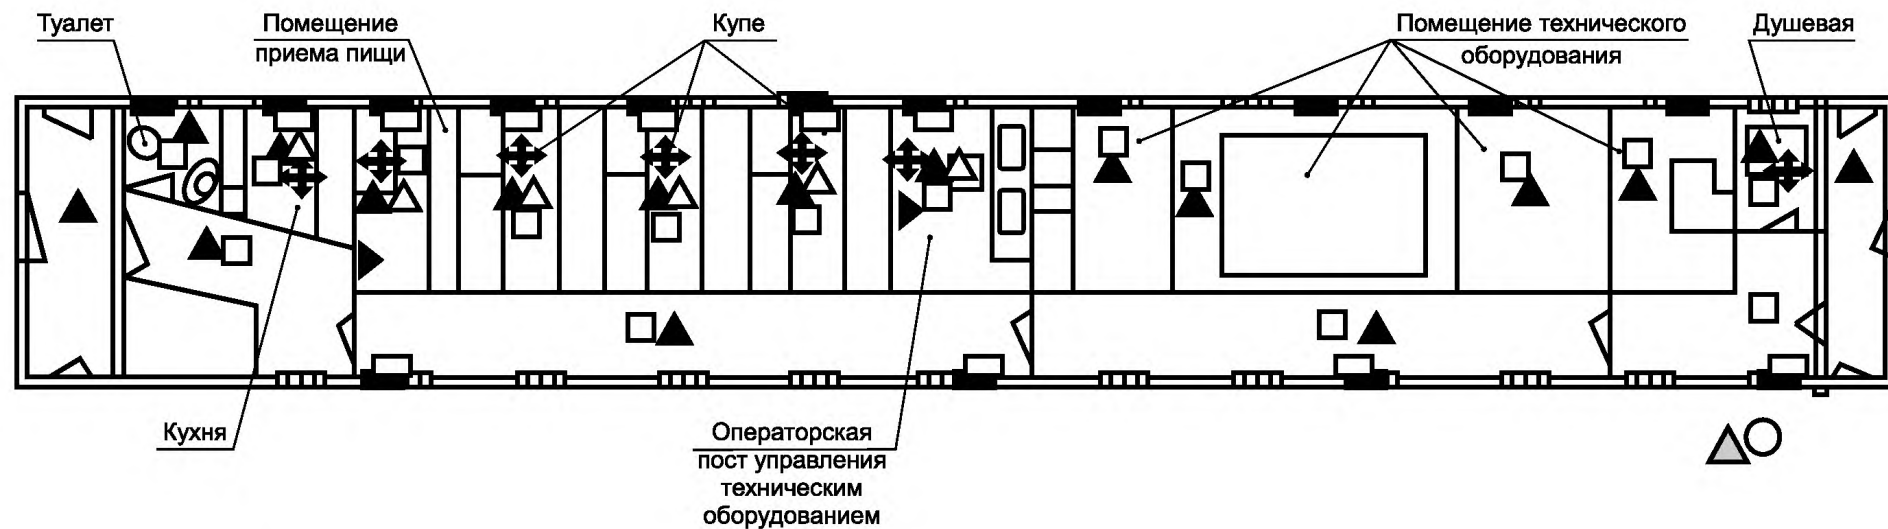 Туалет
Помещение
приема пищи
Купе
Помещение технического
оборудования
Душевая
Кухня
Операторская
пост управления
техническим
оборудованием